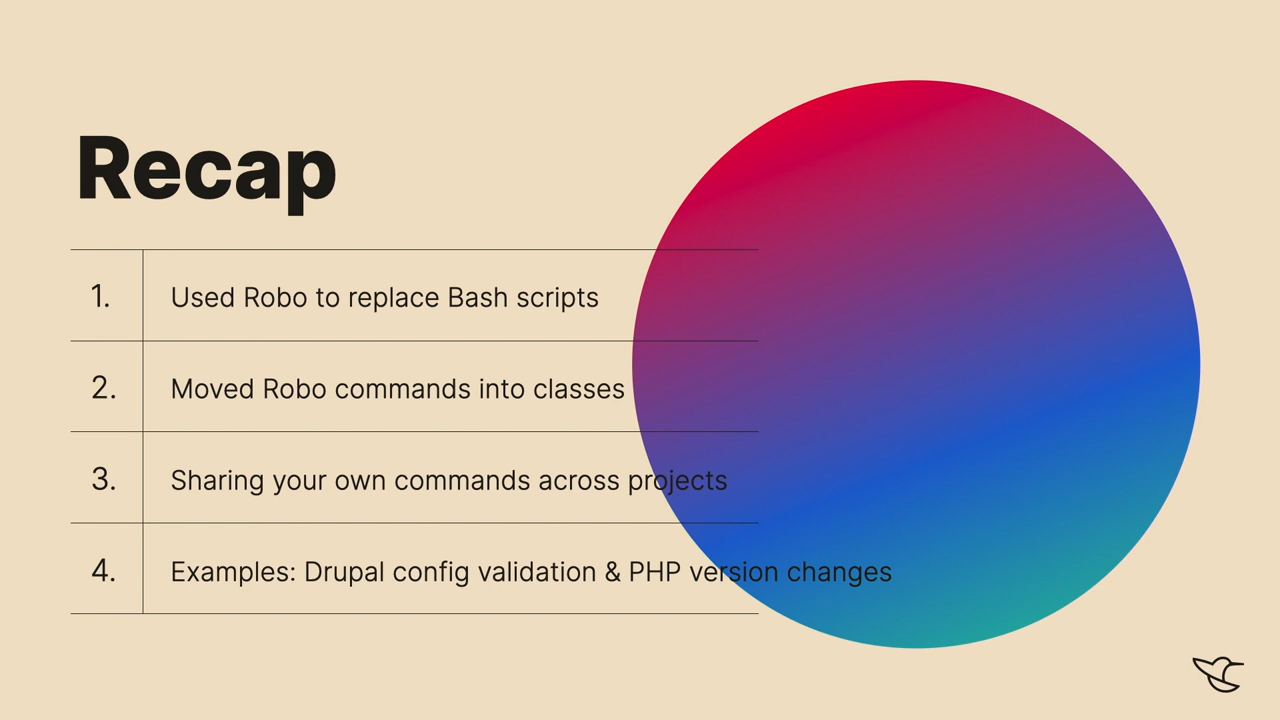 Recap
1. Used Robo to replace Bash scripts
2. Moved Robo commands into classes
3. Sharing your own commands across projects
4. Examples: Drupal config validation & PHP version changes